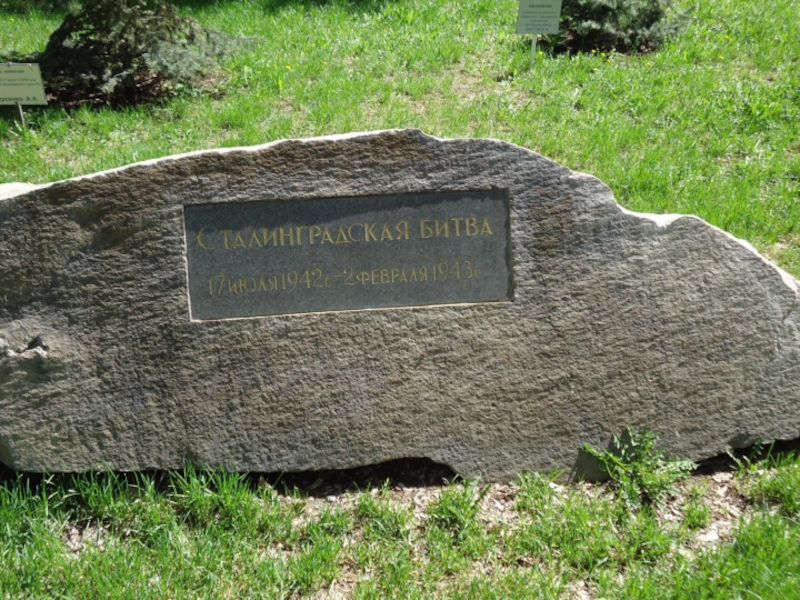 СТАЛИНГРАДСКАЯ БИТВА
17 ИЮЛЯ 1942г.–2 ФЕВРАЛЯ 1943г.